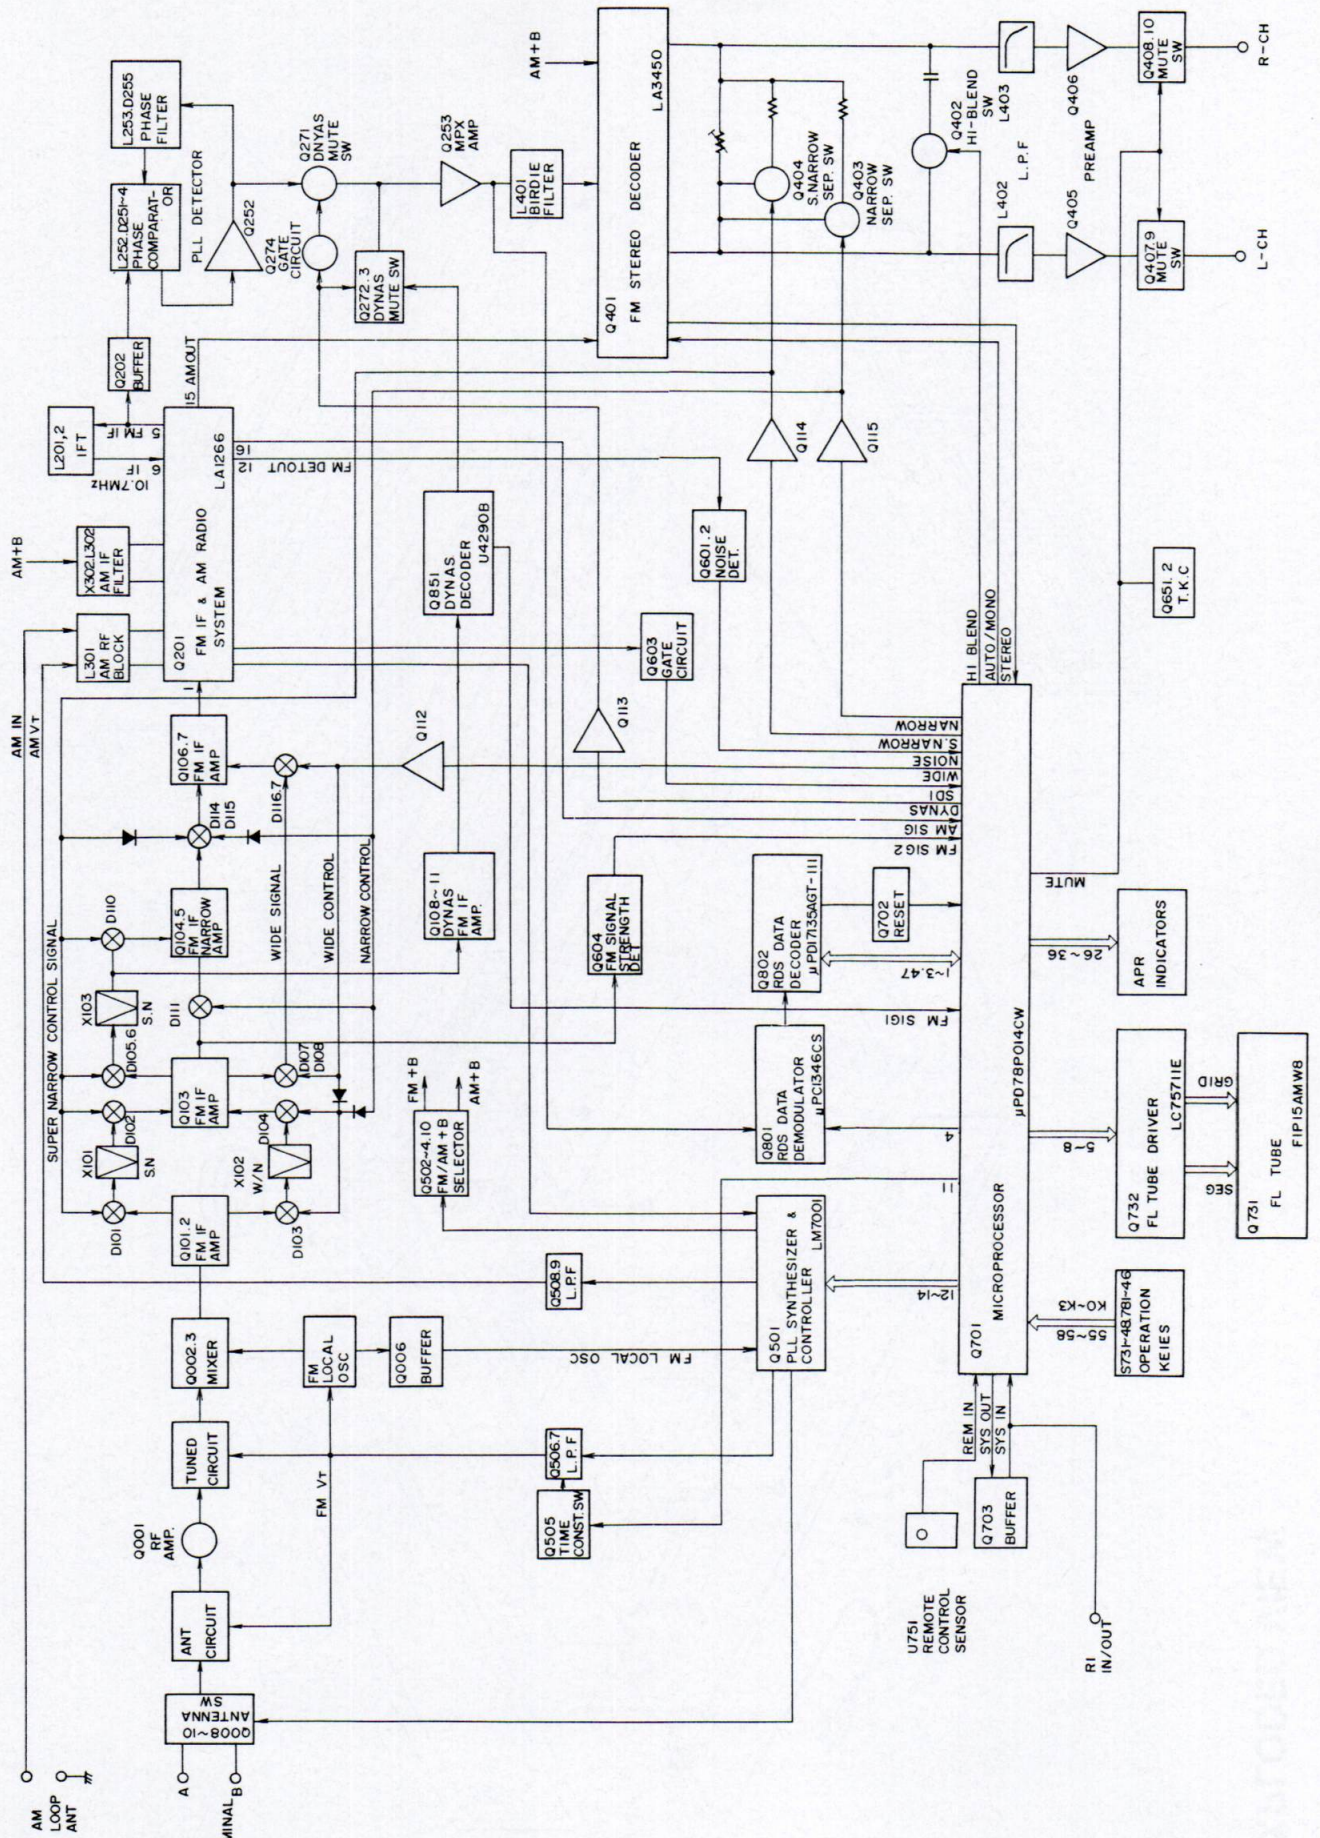 AM
LOOP
ANT
A
B
MINAL
Q008~10
ANTENNA
SW
ANT
CIRCUIT
Q001
RF
AMP.
TUNED
CIRCUIT
FM VT
Q002.3
MIXER
FM
LOCAL
OSC
Q006
BUFFER
FM LOCAL OSC
AM IN
AM VT
SUPER NARROW CONTROL SIGNAL
Q101.2
FM IF
AMP
D101
D103
X101
S.N
X102
W/N
D102
D104
Q103
FM IF
AMP
D105.6
D107
D108
X103
S.N
D110
D111
Q104.5
FM IF
NARROW
AMP
WIDE SIGNAL
WIDE CONTROL
NARROW CONTROL
D114
D115
D116.7
Q106.7
FM IF
AMP
L301
AM RF
BLOCK
AM+B
X302.L302
AM IF
FILTER
1
Q201
FM IF & AM RADIO
SYSTEM
LA1266
L201,2
IFT
10.7MHz
6 IF
5 FM IF
15 AMOUT
16
12
FM DETOUT
Q202
BUFFER
L252.D251~4
PHASE
COMPARAT-
OR
L253.D255
PHASE
FILTER
PLL DETECTOR
Q252
Q274
GATE
CIRCUIT
Q271
DNYAS
MUTE
SW
Q272.3
DYNAS
MUTE SW
Q253
MPX
AMP
L401
BIRDIE
FILTER
AM+B
Q401
FM STEREO DECODER
LA3450
Q404
S.NARROW
SEP. SW
Q403
NARROW
SEP. SW
Q402
HI-BLEND
SW
L402
L.P.F
L403
Q405
PREAMP
Q406
Q407.9
MUTE
SW
Q408.10
MUTE
SW
L-CH
R-CH
Q502~4.10
FM/AM+B
SELECTOR
FM+B
AM+B
Q108~11
DYNAS
FM IF
AMP.
Q112
Q851
DYNAS
DECODER
U4290B
Q113
Q114
Q115
Q601.2
NOISE
DET.
Q603
GATE
CIRCUIT
Q604
FM SIGNAL
STRENGTH
DET
Q505
TIME
CONST.SW
Q506.7
L.P.F
Q508.9
L.P.F
Q501
PLL SYNTHESIZER &
CONTROLLER
LM7001
Q801
RDS DATA
DEMODULATOR
μPC1346CS
Q802
RDS DATA
DECODER
μPD17135AGT-111
Q702
RESET
FM SIG1
1~3.47
4
11
12~14
FM SIG2
AM SIG
DYNAS
SD1
WIDE
NOISE
S.NARROW
NARROW
HI BLEND
AUTO/MONO
STEREO
Q651.2
T.K.C
MUTE
Q701
MICROPROCESSOR
μPD78P014CW
REM IN
SYS OUT
SYS IN
U751
REMOTE
CONTROL
SENSOR
Q703
BUFFER
RI
IN/OUT
55~58
K0~K3
S731~48.781~46
OPERATION
KEIES
5~8
Q732
FL TUBE DRIVER
LC75711E
SEG
GRID
Q731
FL TUBE
FIP15AMW8
26~36
APR
INDICATORS